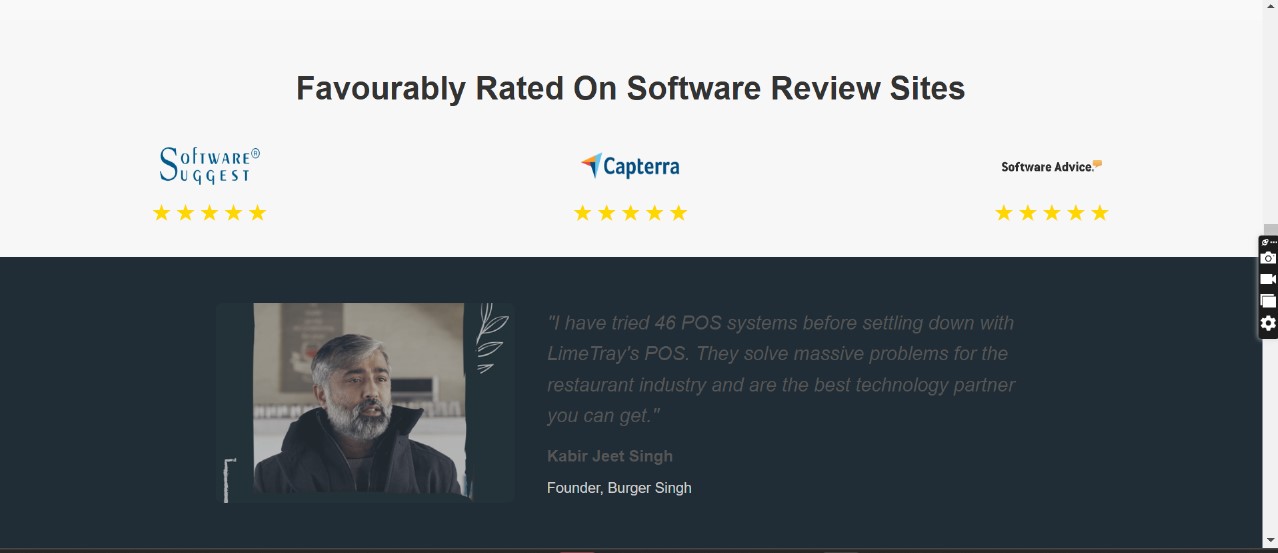 Favourably Rated On Software Review Sites
SOFTWARE®
SUGGEST
Capterra
Software Advice.
"I have tried 46 POS systems before settling down with
LimeTray's POS. They solve massive problems for the
restaurant industry and are the best technology partner
you can get."
Kabir Jeet Singh
Founder, Burger Singh